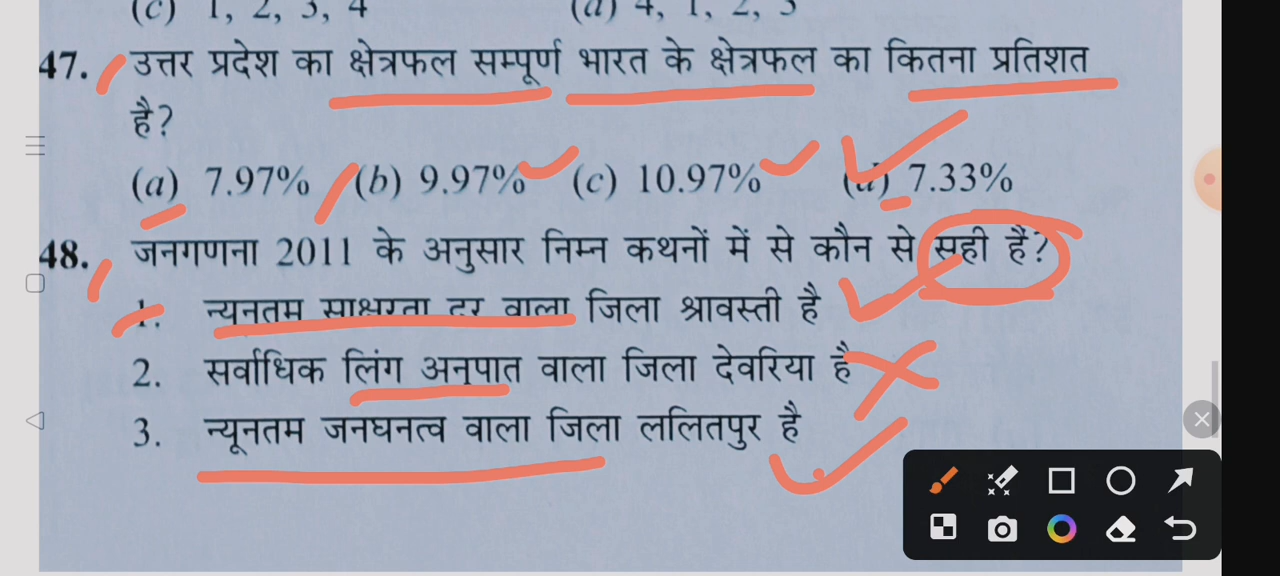 (c) 1, 2, 3, 4 (d) 4, 1, 2, 3
47. उत्तर प्रदेश का क्षेत्रफल सम्पूर्ण भारत के क्षेत्रफल का कितना प्रतिशत
है?
(a) 7.97% (b) 9.97% (c) 10.97% (d) 7.33%
48. जनगणना 2011 के अनुसार निम्न कथनों में से कौन से सही हैं?
1. न्यूनतम साक्षरता दर वाला जिला श्रावस्ती है
2. सर्वाधिक लिंग अनुपात वाला जिला देवरिया है
3. न्यूनतम जनघनत्व वाला जिला ललितपुर है